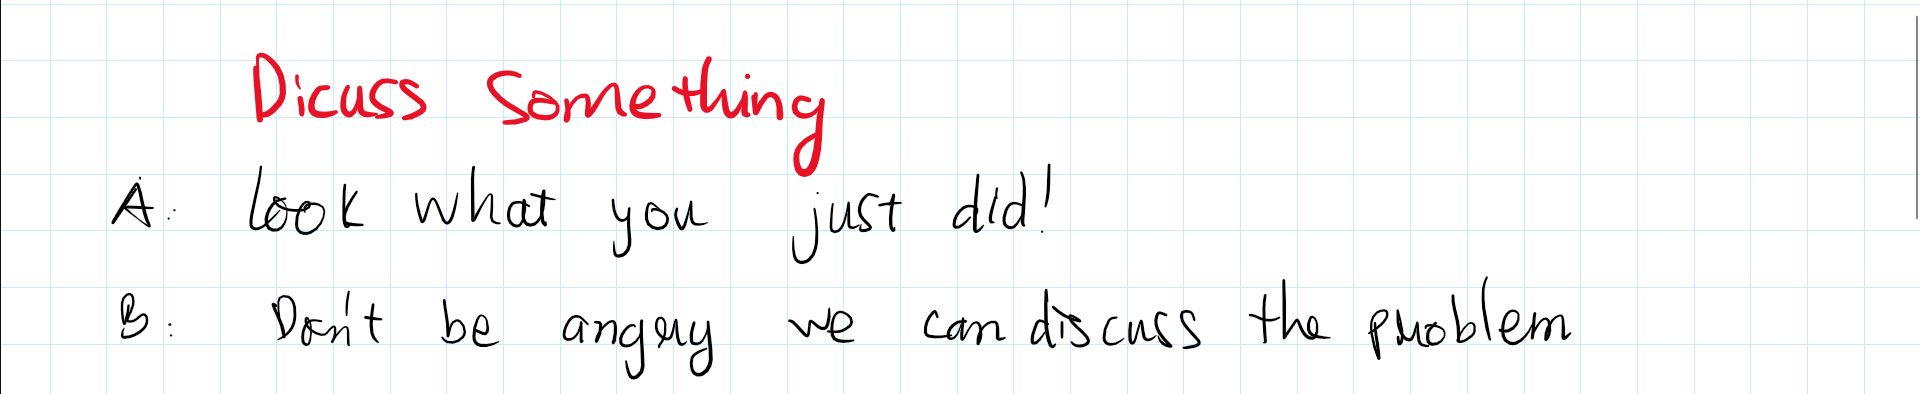 Dicuss Something
A: look what you just did!
B: Don't be angry we can discuss the problem